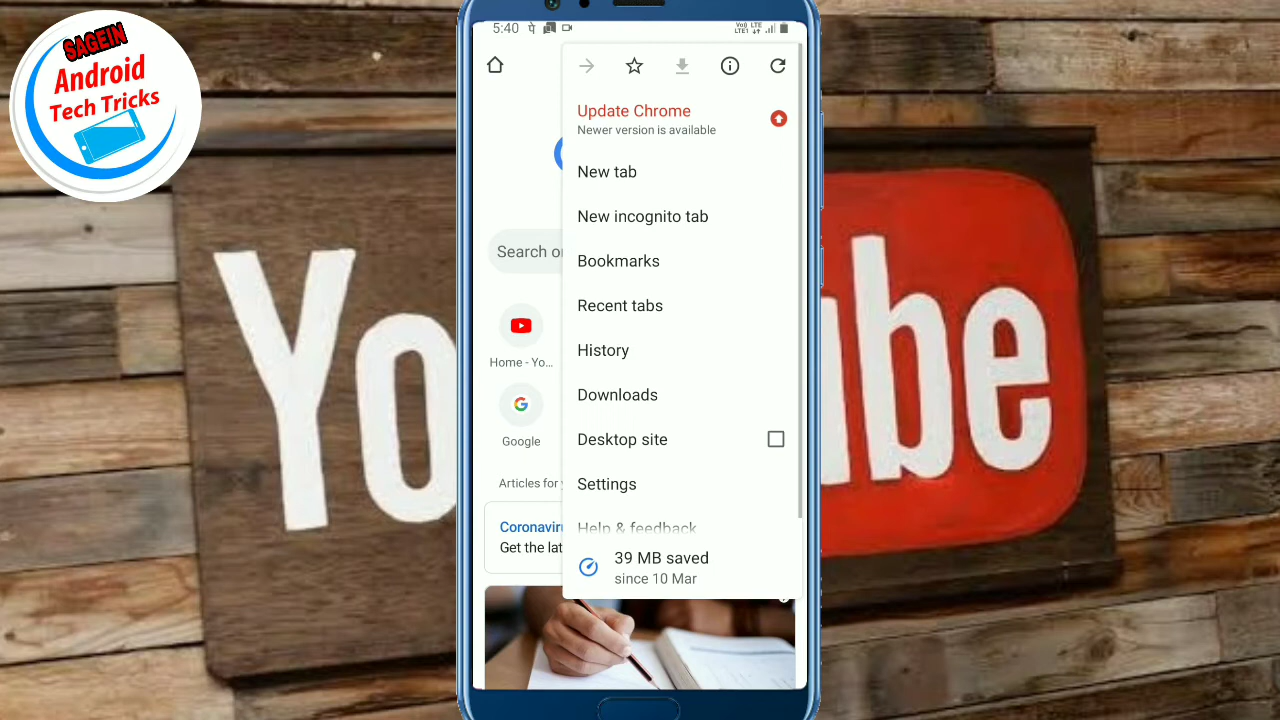 SAGEIN
Android
Tech Tricks
5:40
Update Chrome
Newer version is available
New tab
New incognito tab
Bookmarks
Recent tabs
History
Downloads
Desktop site
Settings
Help & feedback
39 MB saved
since 10 Mar
Search or
Home - Yo...
Google
Articles for y
Coronaviru
Get the lat
Yo
ube